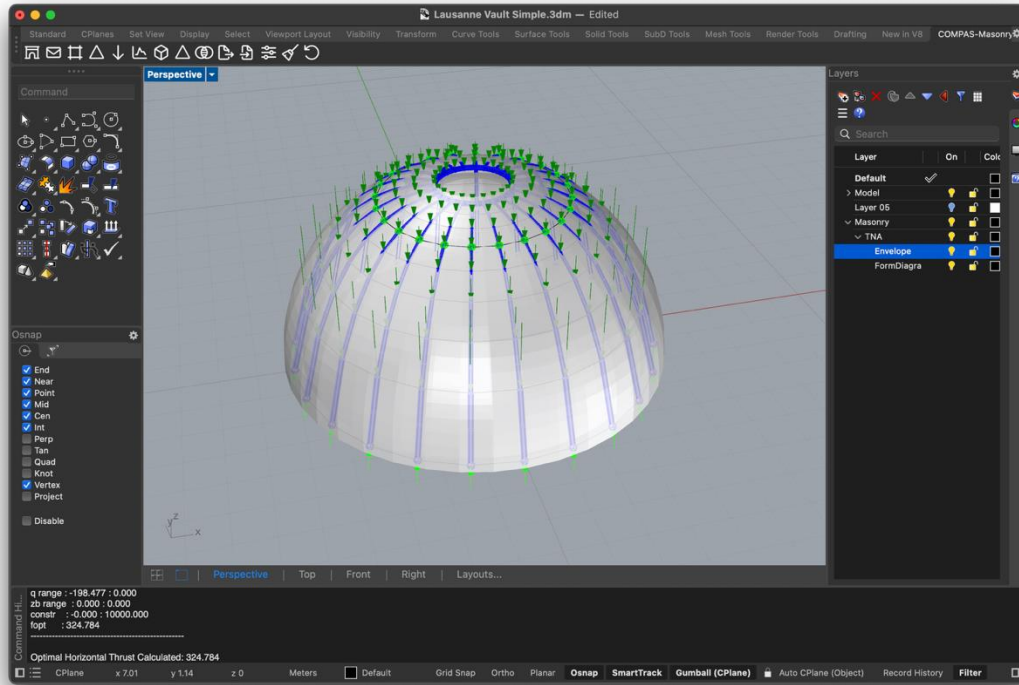 Lausanne Vault Simple.3dm — Edited
Standard CPlanes Set View Display Select Viewport Layout Visibility Transform Curve Tools Surface Tools Solid Tools SubD Tools Mesh Tools Render Tools Drafting New in V8 COMPAS-Masonry
Perspective
Layers
Command
Search
Layer On Colo
Default
Model
Layer 05
Masonry
TNA
Envelope
FormDiagra
Osnap
End
Near
Point
Mid
Cen
Int
Perp
Tan
Quad
Knot
Vertex
Project
Disable
z
y
x
Perspective Top Front Right Layouts...
Command Hi...
q range : -198.477 : 0.000
zb range : 0.000 : 0.000
constr : -0.000 : 10000.000
fopt : 324.784
Optimal Horizontal Thrust Calculated: 324.784
CPlane x 7.01 y 1.14 z 0 Meters Default Grid Snap Ortho Planar Osnap SmartTrack Gumball (CPlane) Auto CPlane (Object) Record History Filter